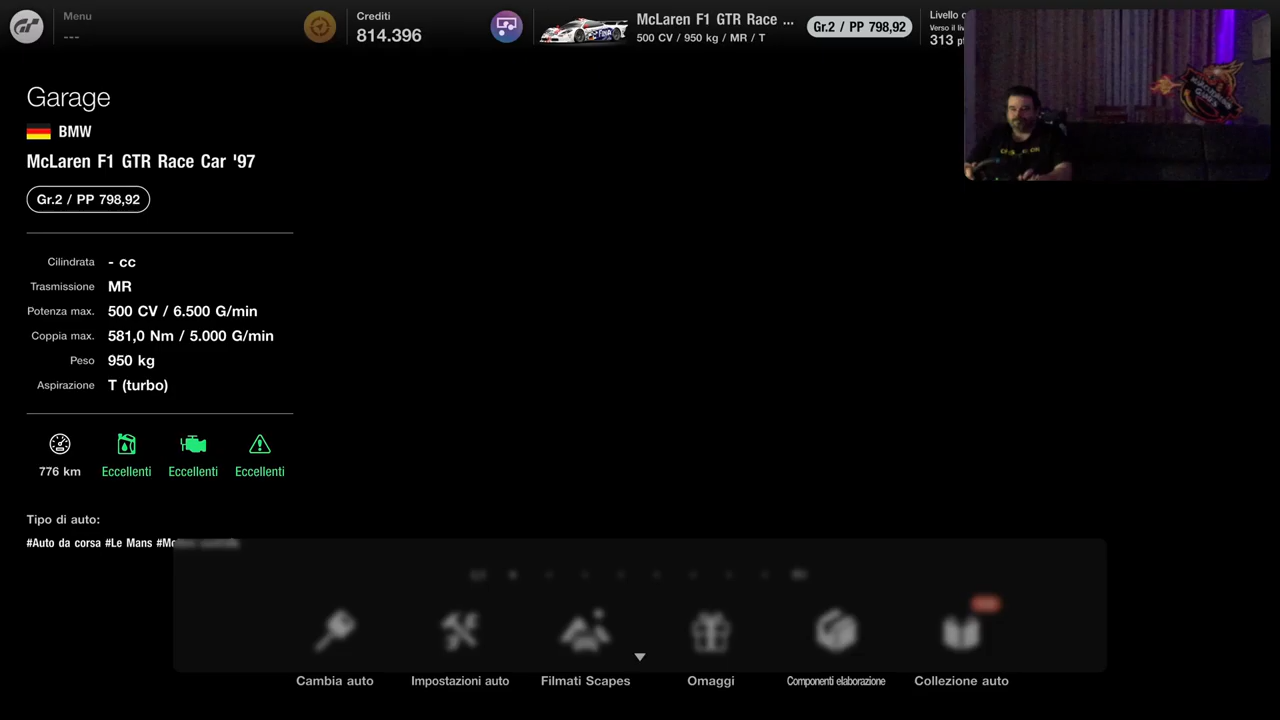 Menu
---
Crediti
814.396
McLaren F1 GTR Race ...
500 CV / 950 kg / MR / T
Gr.2 / PP 798,92
Livello
Verso il
313
Garage
BMW
McLaren F1 GTR Race Car '97
Gr.2 / PP 798,92
Cilindrata - cc
Trasmissione MR
Potenza max. 500 CV / 6.500 G/min
Coppia max. 581,0 Nm / 5.000 G/min
Peso 950 kg
Aspirazione T (turbo)
776 km
Eccellenti
Eccellenti
Eccellenti
Tipo di auto:
#Auto da corsa #Le Mans
Cambia auto
Impostazioni auto
Filmati Scapes
Omaggi
Componenti elaborazione
Collezione auto